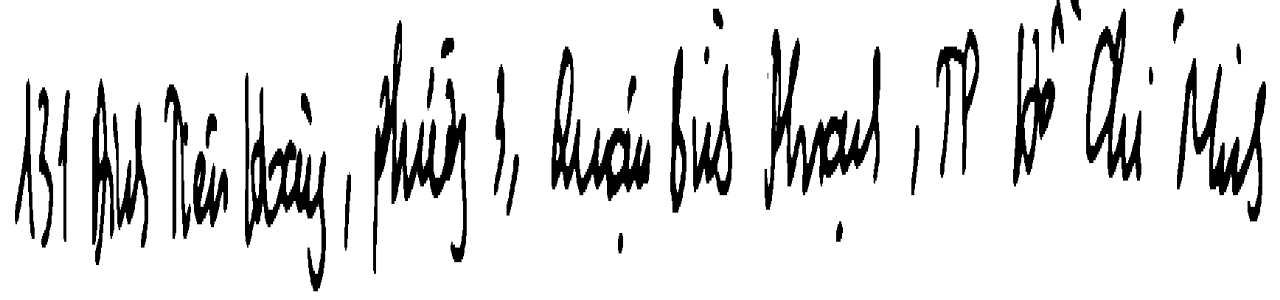 131 Đinh Tiên Hoàng, Phường 3, Quận Bình Thạnh, TP Hồ Chí Minh